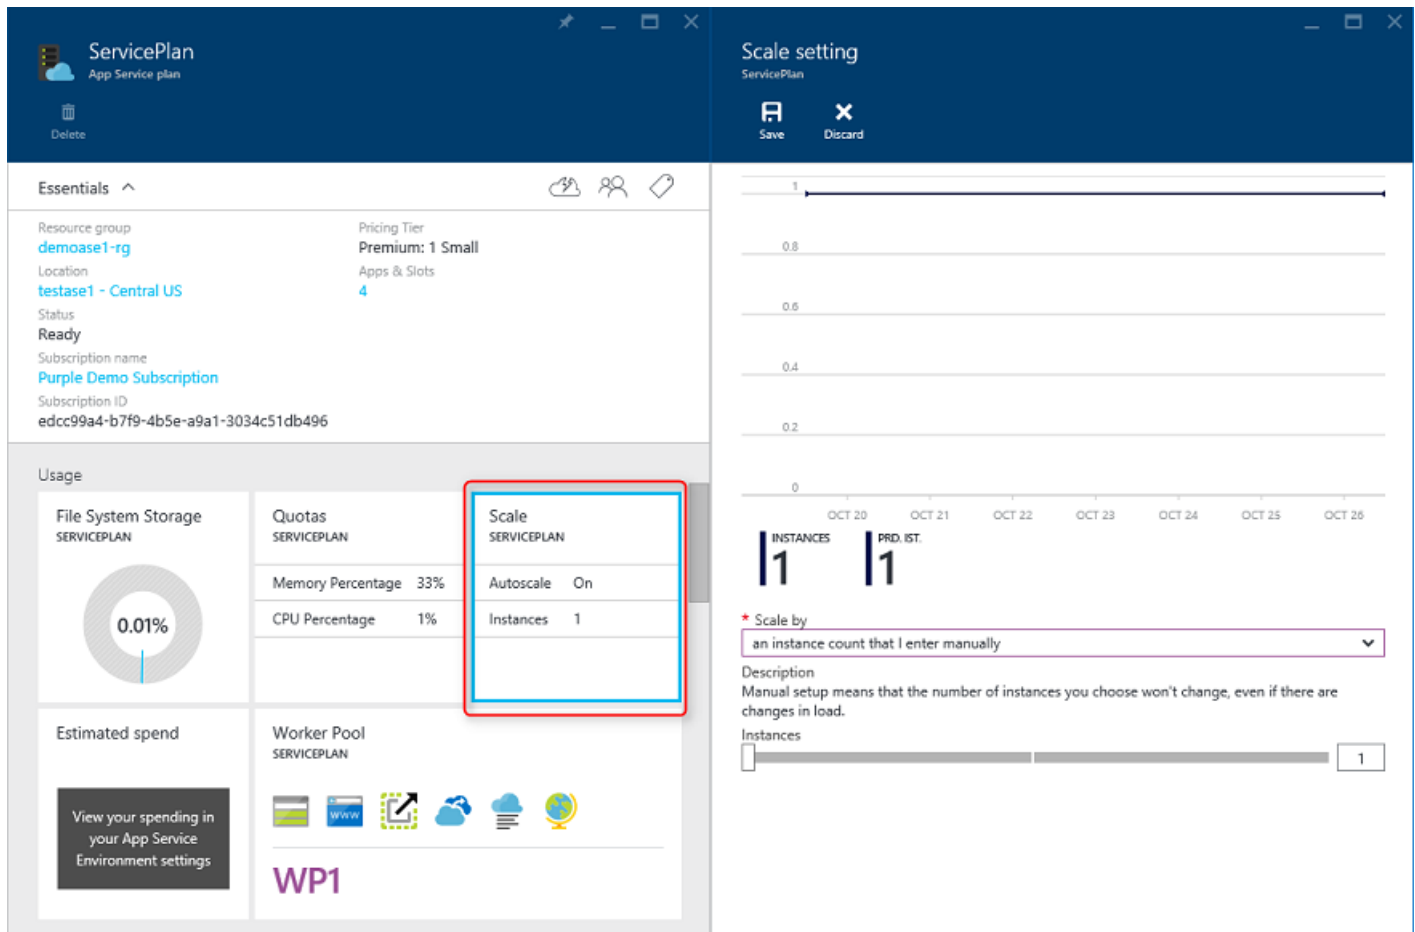 ServicePlan
App Service plan
Delete
Essentials
Resource group
demoase1-rg
Location
testase1 - Central US
Status
Ready
Subscription name
Purple Demo Subscription
Subscription ID
edcc99a4-b7f9-4b5e-a9a1-3034c51db496
Pricing Tier
Premium: 1 Small
Apps & Slots
4
Usage
File System Storage
SERVICEPLAN
0.01%
Quotas
SERVICEPLAN
Memory Percentage 33%
CPU Percentage 1%
Scale
SERVICEPLAN
Autoscale On
Instances 1
Estimated spend
View your spending in
your App Service
Environment settings
Worker Pool
SERVICEPLAN
www
WP1
Scale setting
ServicePlan
Save Discard
1
0.8
0.6
0.4
0.2
0
OCT 20 OCT 21 OCT 22 OCT 23 OCT 24 OCT 25 OCT 26
INSTANCES
1
PRD. IST.
1
* Scale by
an instance count that I enter manually
Description
Manual setup means that the number of instances you choose won't change, even if there are
changes in load.
Instances
1